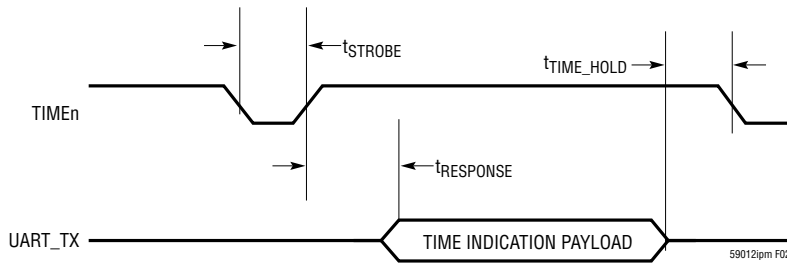 tSTROBE
tTIME_HOLD
TIMEn
tRESPONSE
UART_TX
TIME INDICATION PAYLOAD
59012ipm F02